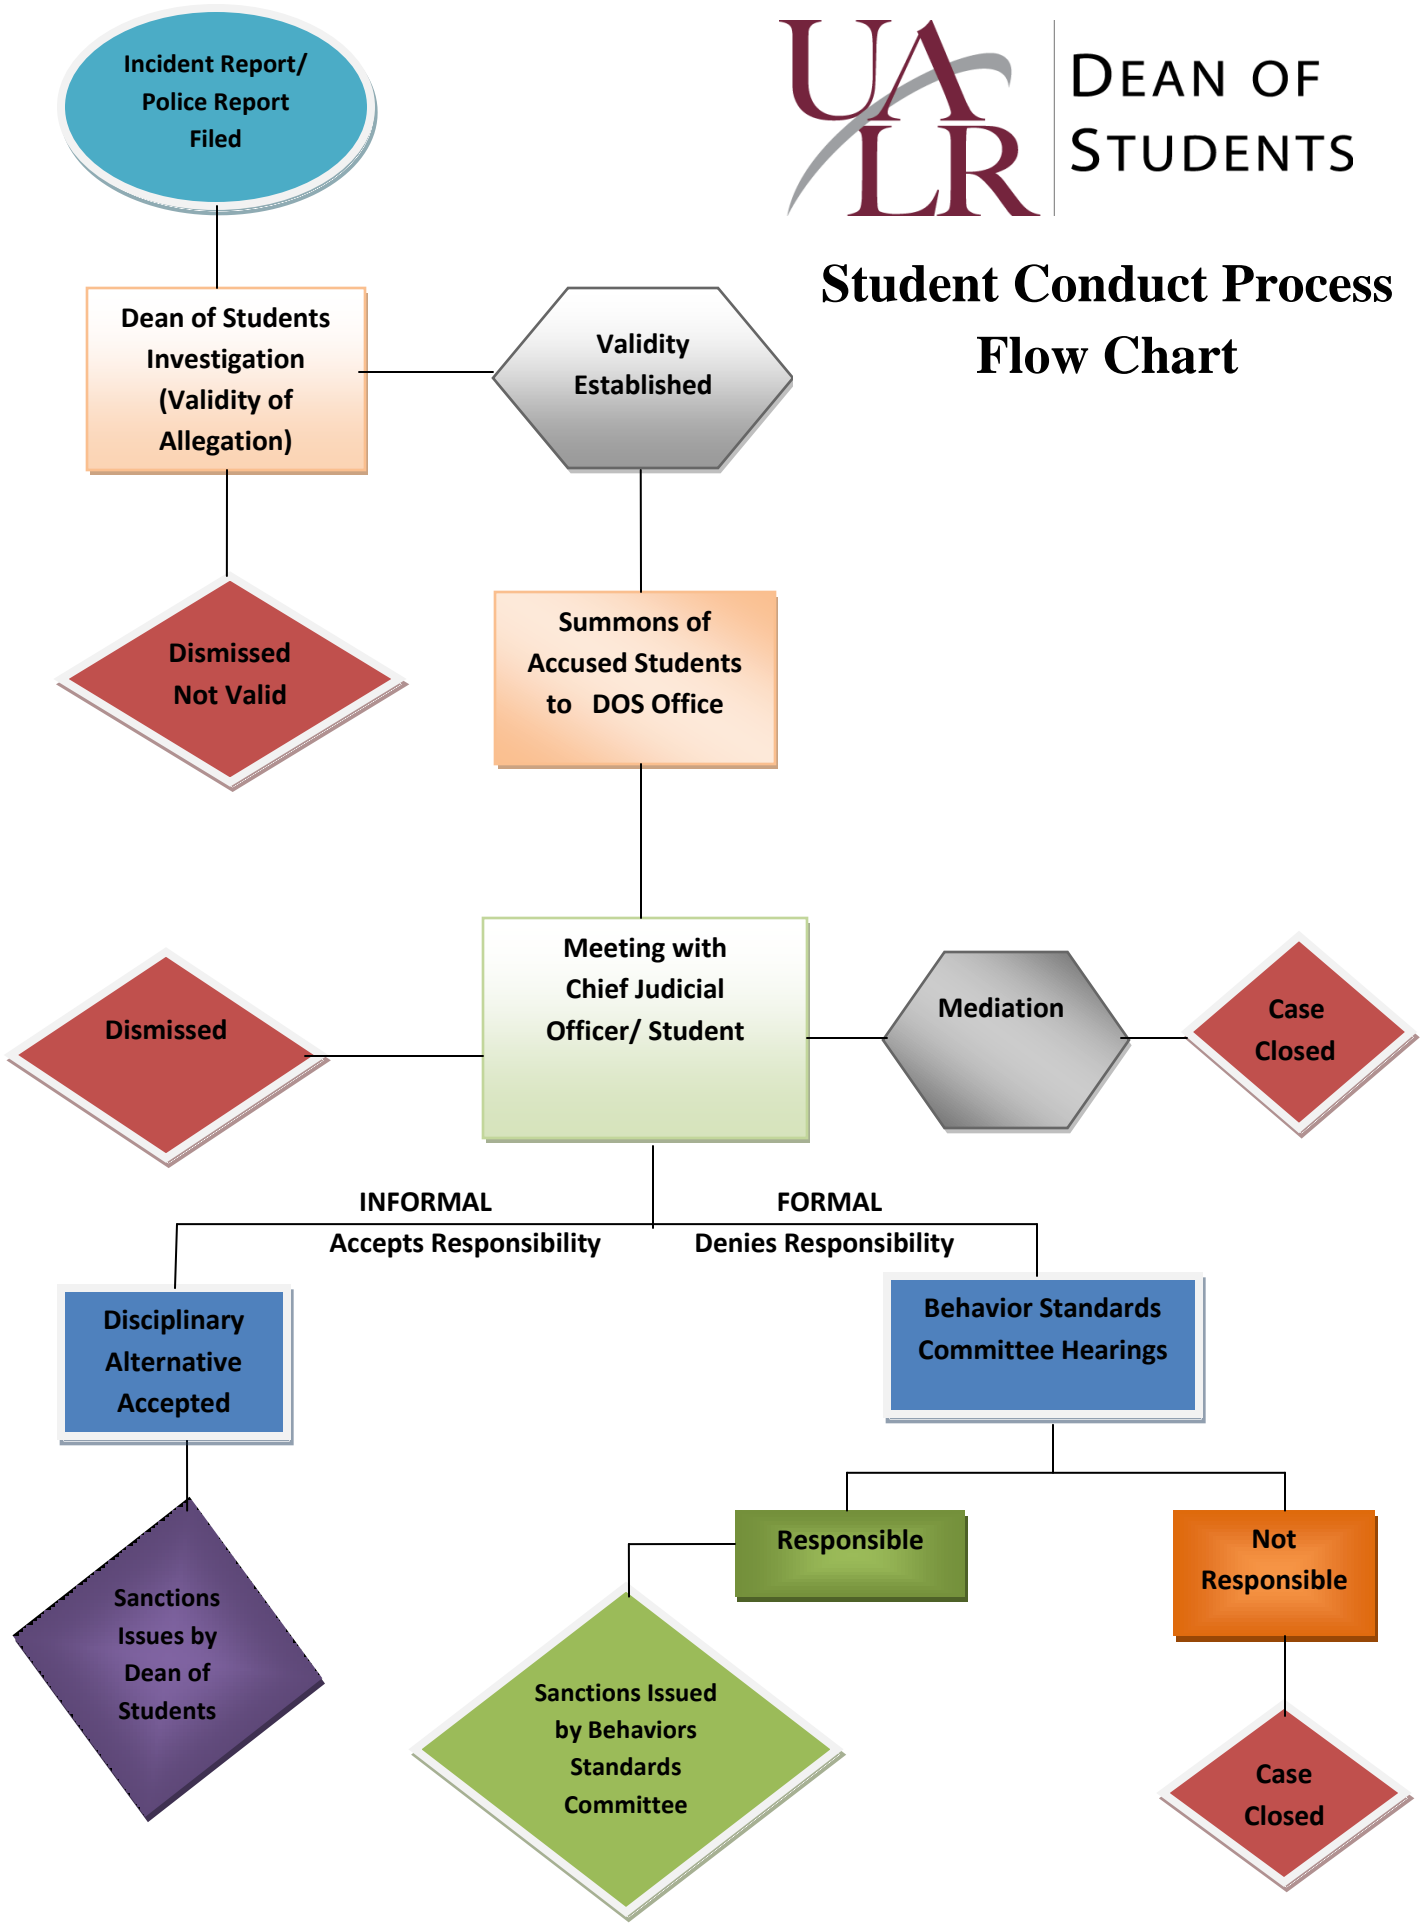 Incident Report/
Police Report
Filed
UA
LR
DEAN OF
STUDENTS
Student Conduct Process
Flow Chart
Dean of Students
Investigation
(Validity of
Allegation)
Validity
Established
Dismissed
Not Valid
Summons of
Accused Students
to DOS Office
Meeting with
Chief Judicial
Officer/ Student
Dismissed
Mediation
Case
Closed
INFORMAL
Accepts Responsibility
FORMAL
Denies Responsibility
Disciplinary
Alternative
Accepted
Behavior Standards
Committee Hearings
Responsible
Not
Responsible
Sanctions
Issues by
Dean of
Students
Sanctions Issued
by Behaviors
Standards
Committee
Case
Closed